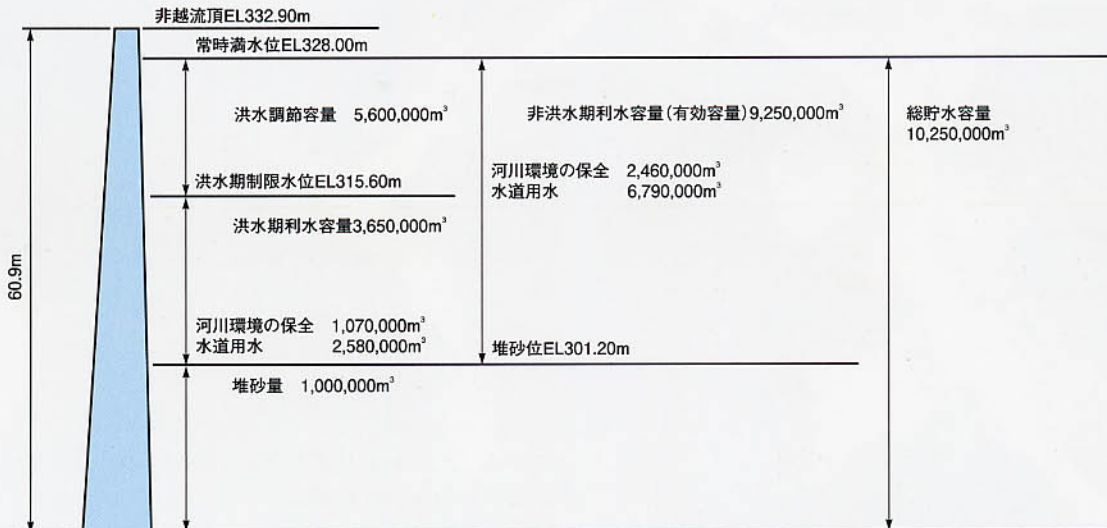 非越流頂EL332.90m
常時満水位EL328.00m
洪水調節容量 5,600,000m³
非洪水期利水容量(有効容量)9,250,000m³
総貯水容量
10,250,000m³
河川環境の保全 2,460,000m³
水道用水 6,790,000m³
洪水期制限水位EL315.60m
洪水期利水容量3,650,000m³
60.9m
河川環境の保全 1,070,000m³
水道用水 2,580,000m³
堆砂位EL301.20m
堆砂量 1,000,000m³